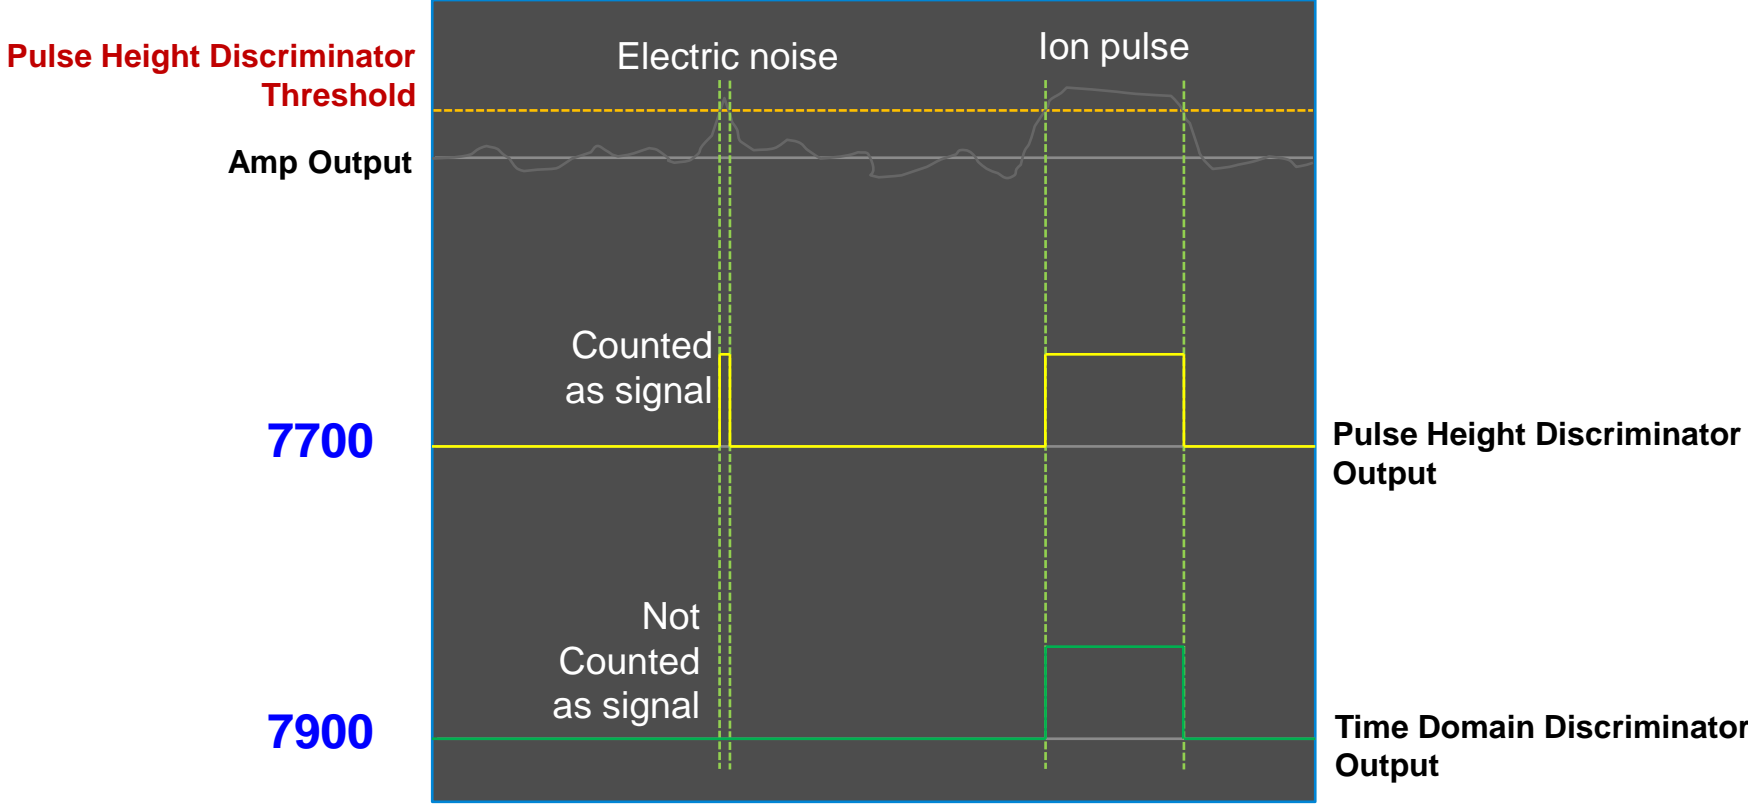 Pulse Height Discriminator
Threshold
Electric noise
Ion pulse
Amp Output
Counted
as signal
7700
Pulse Height Discriminator
Output
Not
Counted
as signal
7900
Time Domain Discriminator
Output